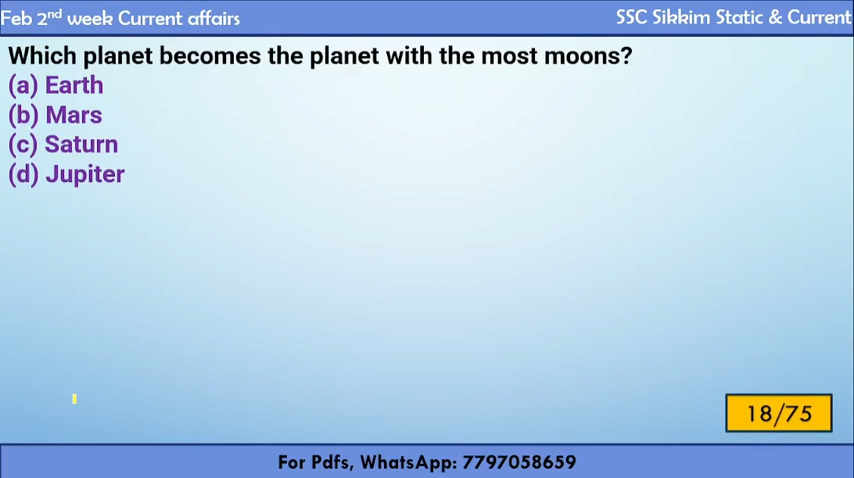 Feb 2nd week Current affairs
SSC Sikkim Static & Current
Which planet becomes the planet with the most moons?
(a) Earth
(b) Mars
(c) Saturn
(d) Jupiter
18/75
For Pdfs, WhatsApp: 7797058659